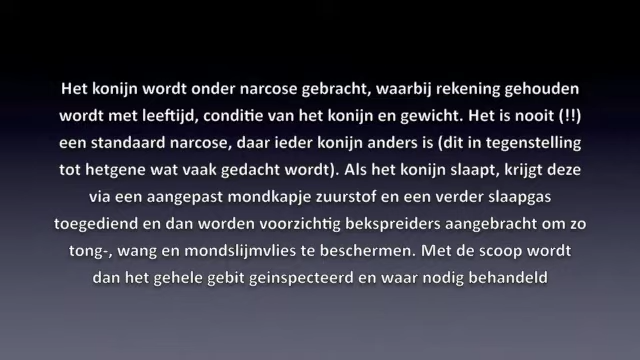 Het konijn wordt onder narcose gebracht, waarbij rekening gehouden
wordt met leeftijd, conditie van het konijn en gewicht. Het is nooit (!!)
een standaard narcose, daar ieder konijn anders is (dit in tegenstelling
tot hetgene wat vaak gedacht wordt). Als het konijn slaapt, krijgt deze
via een aangepast mondkapje zuurstof en een verder slaapgas
toegediend en dan worden voorzichtig bekspreiders aangebracht om zo
tong-, wang en mondslijmvlies te beschermen. Met de scoop wordt
dan het gehele gebit geinspecteerd en waar nodig behandeld